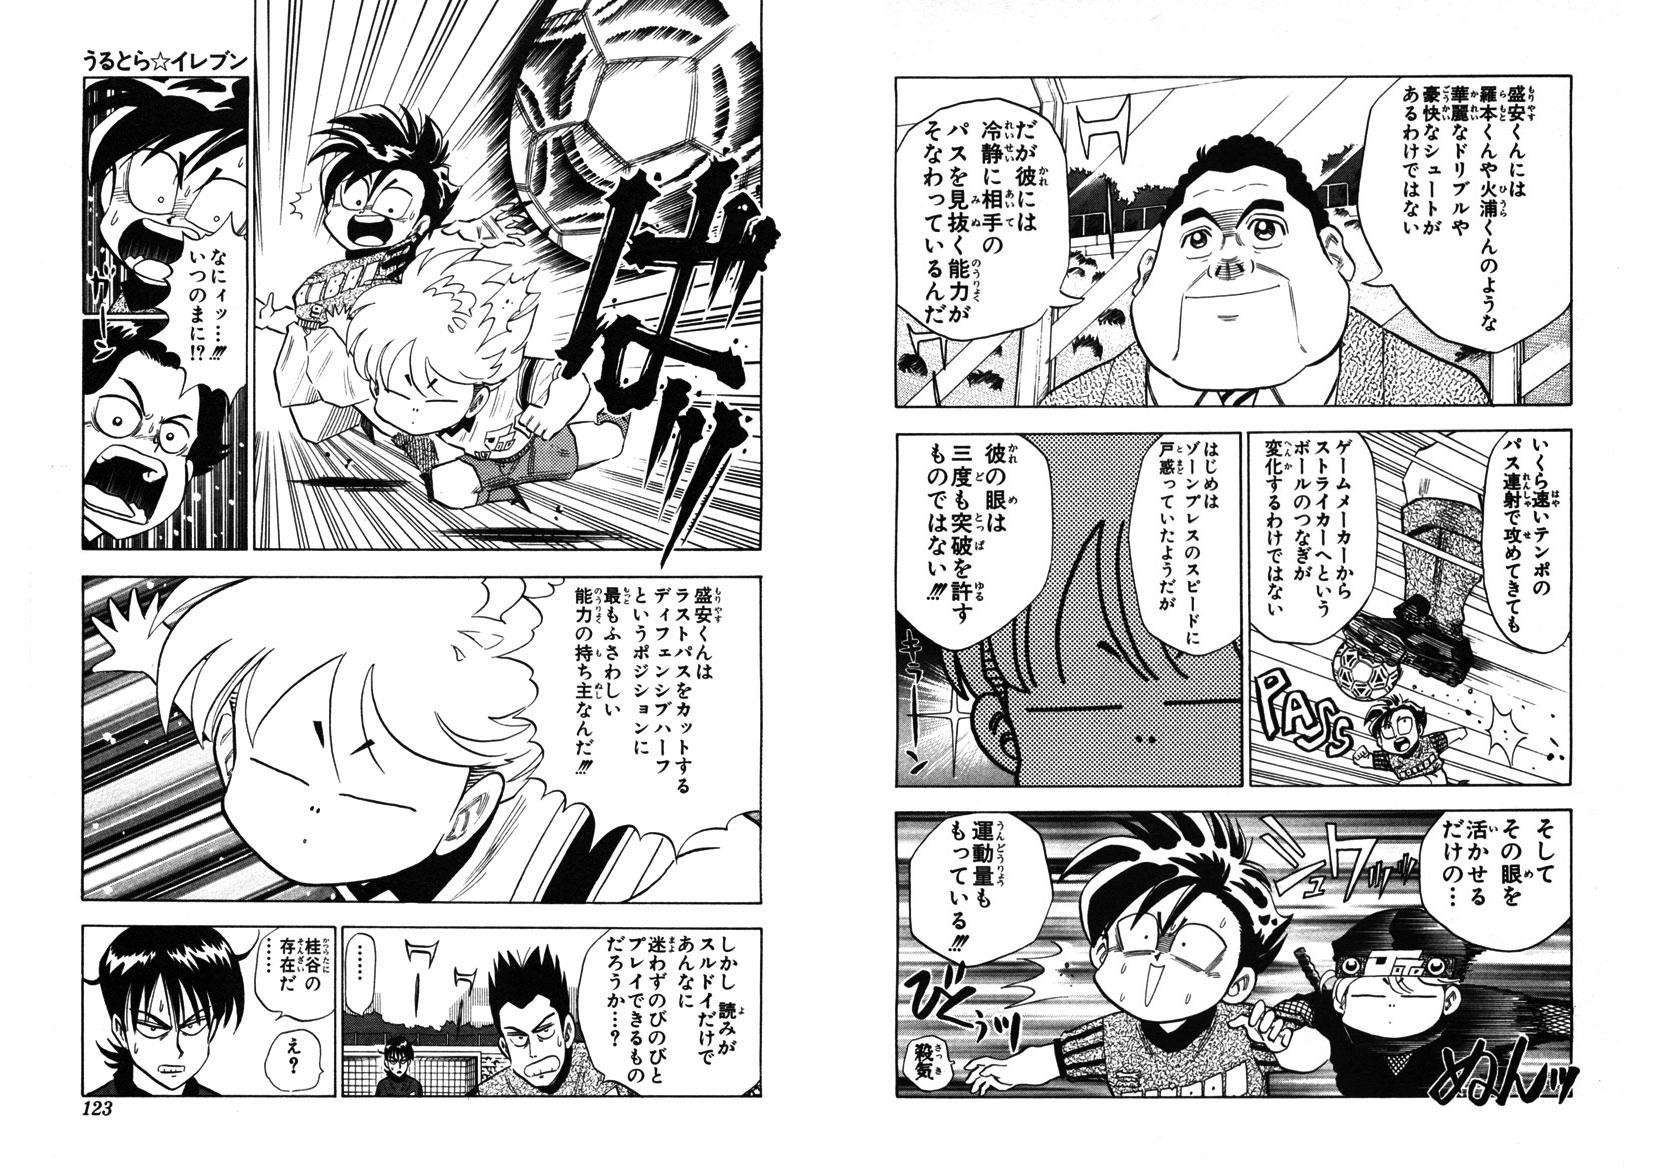 盛安くんには
羅本くんや火浦くんのような
華麗なドリブルや
豪快なシュートが
あるわけではない
だが彼には
冷静に相手の
パスを見抜く能力が
そなわっているんだ
いくら速いテンポの
パス連射で攻めてきても
ゲームメーカーから
ストライカーへという
ボールのつなぎが
変化するわけではない
PASS
はじめは
ゾーンプレスのスピードに
戸惑っていたようだが
彼の眼は
三度も突破を許す
ものではない!!!!
キラーン
そして
その眼を
活かせる
だけの…
シュウッッ
ぬんッ
運動量も
もっている!!!!
びくぅッ
殺気
うるとら☆イレブン
ばッ!!
なにィッ…!!!!
いつのまに!?
ガーン
盛安くんは
ラストパスをカットする
ディフェンシブハーフ
というポジションに
最もふさわしい
能力の持ち主なんだ!!!!
しかし 読みが
スルドイだけで
あんなに
迷わずのびのびと
プレイできるもの
だろうか…?
……
桂谷の
存在だ
……
え?
123